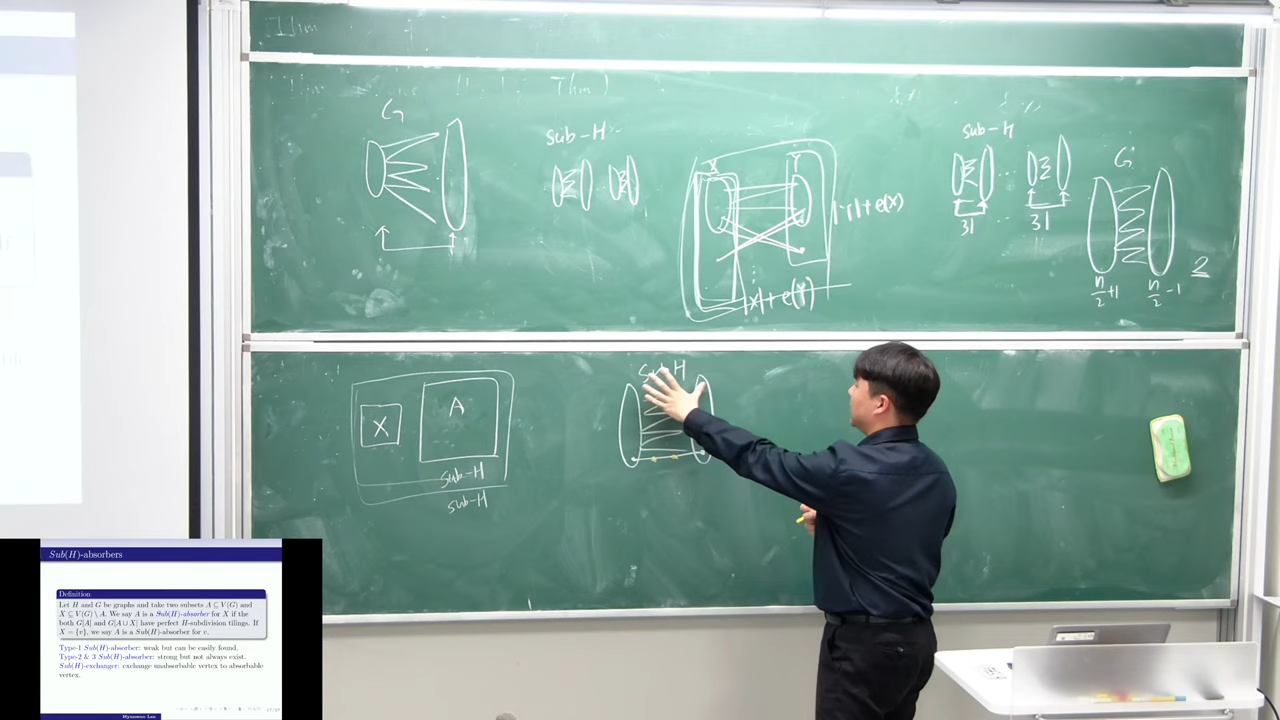 Thm)
G
sub-H
X
Y
|Y|+e(X)
|X|+e(Y)
sub-H
31
31
G
n/2+1
n/2-1
2
X
A
sub-H
sub-H
H
Sub(H)-absorbers
Definition
Let H and G be graphs and take two subsets A ⊆ V(G) and
X ⊆ V(G) \ A. We say A is a Sub(H)-absorber for X if the
both G[A] and G[A ∪ X] have perfect H-subdivision tilings. If
X = {v}, we say A is a Sub(H)-absorber for v.
Type-1 Sub(H)-absorber: weak but can be easily found.
Type-2 & 3 Sub(H)-absorber: strong but not always exist.
Sub(H)-exchanger: exchange unabsorbable vertex to absorbable
vertex.
Hyunwoo Lee